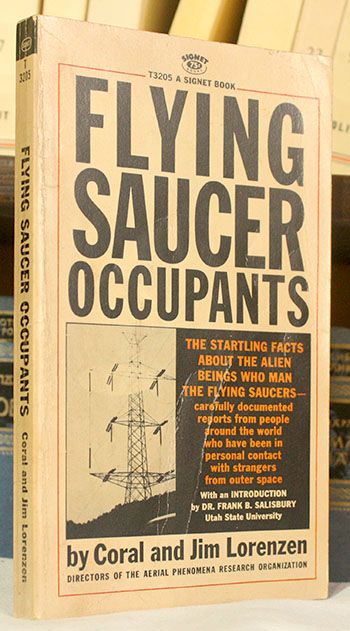 T
3205
FLYING SAUCER OCCUPANTS
Coral and Jim Lorenzen
SIGNET
75c
T3205 A SIGNET BOOK
FLYING
SAUCER
OCCUPANTS
THE STARTLING FACTS
ABOUT THE ALIEN
BEINGS WHO MAN
THE FLYING SAUCERS—
carefully documented
reports from people
around the world
who have been in
personal contact
with strangers
from outer space
With an INTRODUCTION
by DR. FRANK B. SALISBURY
Utah State University
by Coral and Jim Lorenzen
DIRECTORS OF THE AERIAL PHENOMENA RESEARCH ORGANIZATION